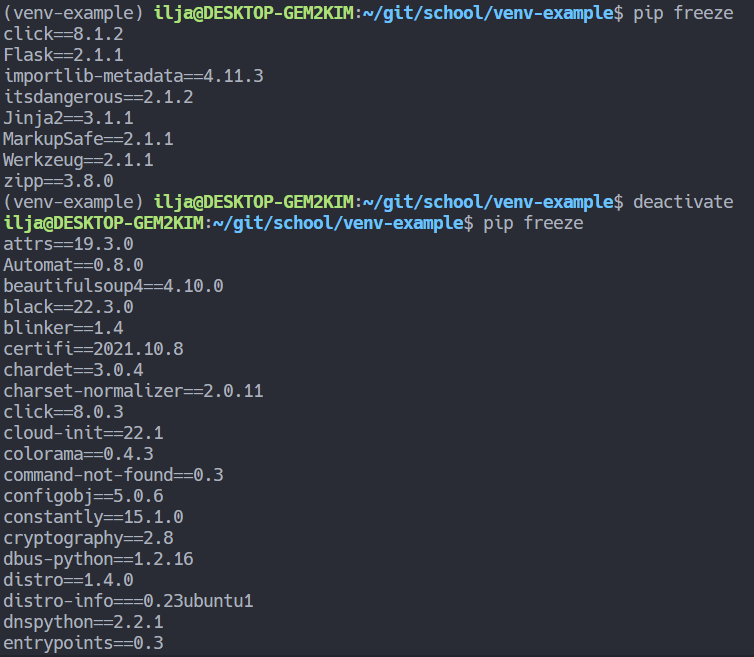 (venv-example) ilja@DESKTOP-GEM2KIM:~/git/school/venv-example$ pip freeze
click==8.1.2
Flask==2.1.1
importlib-metadata==4.11.3
itsdangerous==2.1.2
Jinja2==3.1.1
MarkupSafe==2.1.1
Werkzeug==2.1.1
zipp==3.8.0
(venv-example) ilja@DESKTOP-GEM2KIM:~/git/school/venv-example$ deactivate
ilja@DESKTOP-GEM2KIM:~/git/school/venv-example$ pip freeze
attrs==19.3.0
Automat==0.8.0
beautifulsoup4==4.10.0
black==22.3.0
blinker==1.4
certifi==2021.10.8
chardet==3.0.4
charset-normalizer==2.0.11
click==8.0.3
cloud-init==22.1
colorama==0.4.3
command-not-found==0.3
configobj==5.0.6
constantly==15.1.0
cryptography==2.8
dbus-python==1.2.16
distro==1.4.0
distro-info===0.23ubuntu1
dnspython==2.2.1
entrypoints==0.3